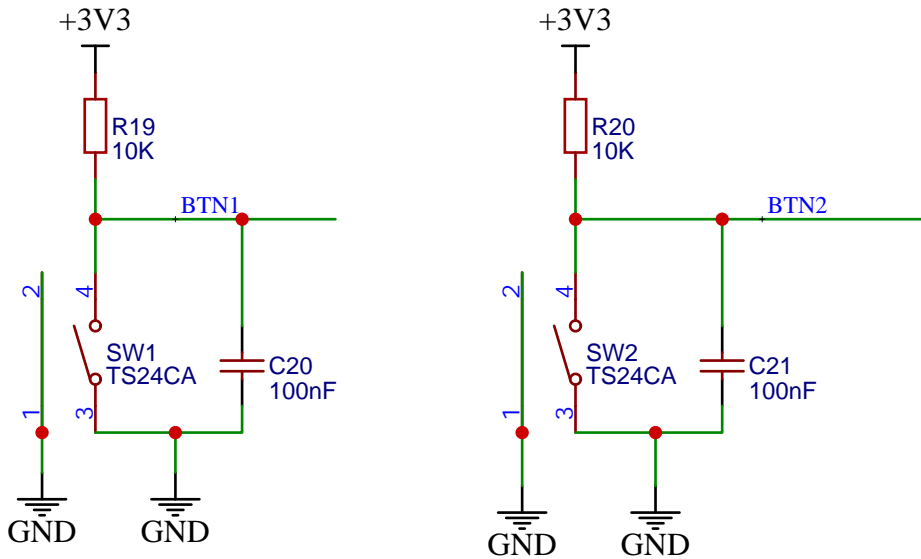 +3V3
R19
10K
BTN1
2
4
SW1
TS24CA
C20
100nF
1
3
GND
GND
+3V3
R20
10K
BTN2
2
4
SW2
TS24CA
C21
100nF
1
3
GND
GND